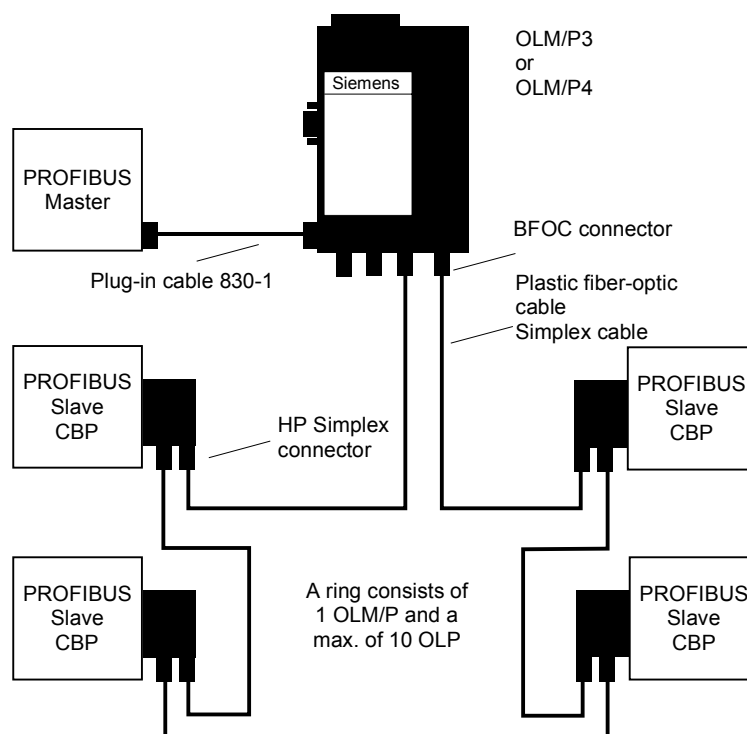 OLM/P3
or
OLM/P4
Siemens
PROFIBUS
Master
BFOC connector
Plug-in cable 830-1
Plastic fiber-optic
cable
Simplex cable
PROFIBUS
Slave
CBP
HP Simplex
connector
PROFIBUS
Slave
CBP
PROFIBUS
Slave
CBP
A ring consists of
1 OLM/P and a
max. of 10 OLP
PROFIBUS
Slave
CBP